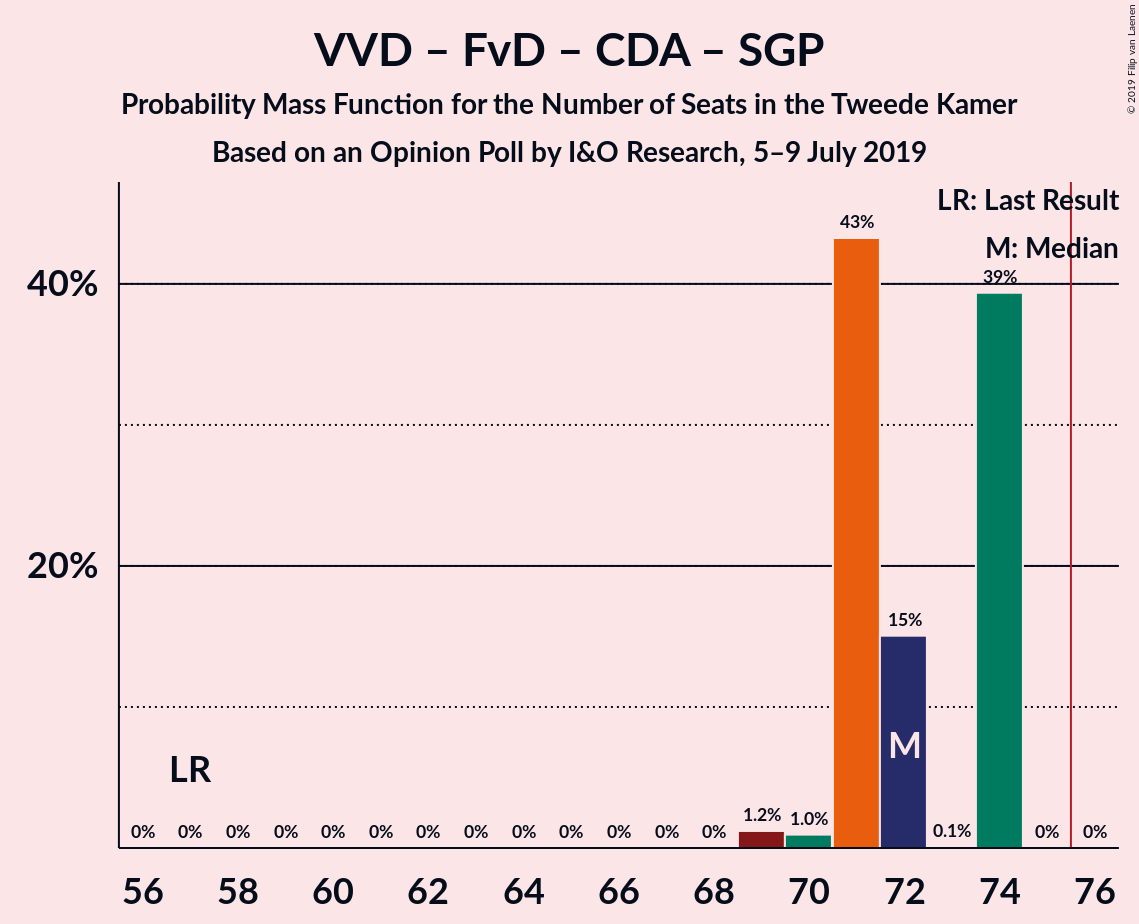 VVD – FvD – CDA – SGP
Probability Mass Function for the Number of Seats in the Tweede Kamer
Based on an Opinion Poll by I&O Research, 5–9 July 2019
© 2019 Filip van Laenen
LR: Last Result
M: Median
43%
39%
40%
20%
15%
M
LR
0% 0% 0% 0% 0% 0% 0% 0% 0% 0% 0% 0% 0% 1.2% 1.0% 0.1% 0% 0%
56 58 60 62 64 66 68 70 72 74 76